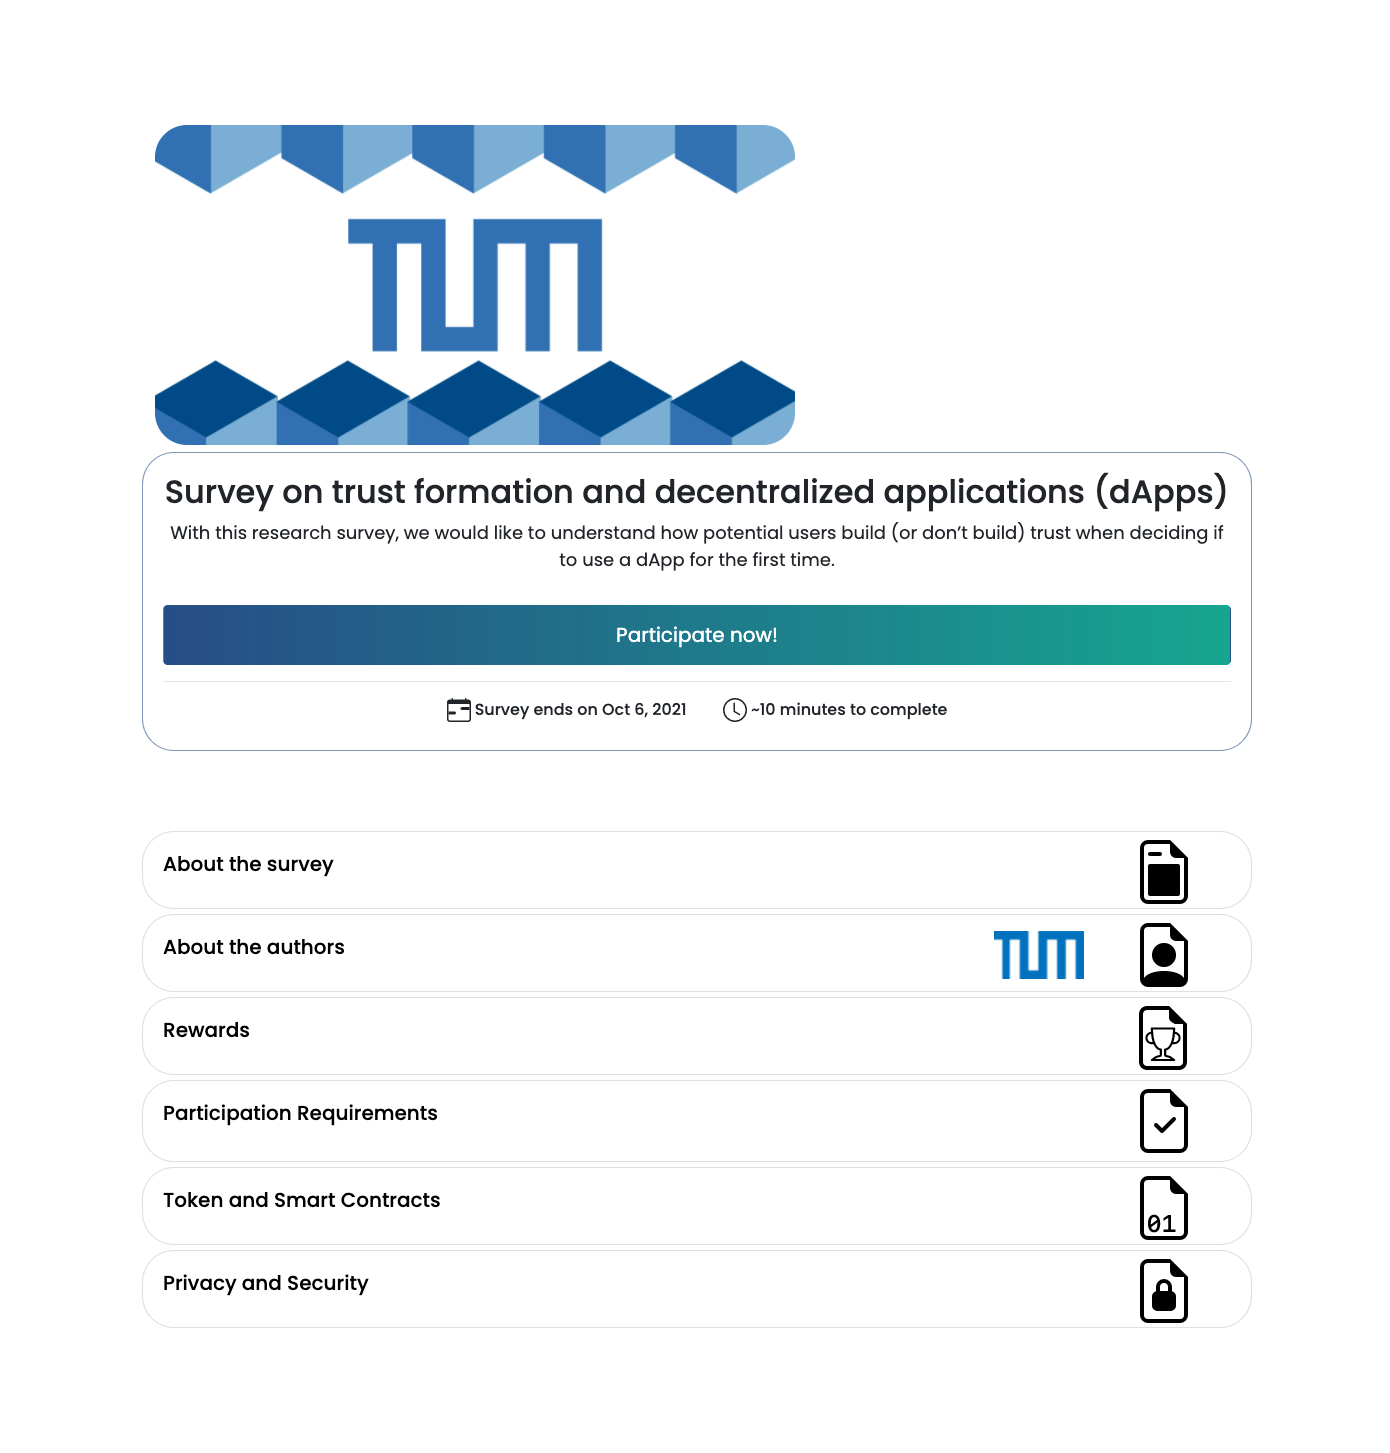 TUM
Survey on trust formation and decentralized applications (dApps)
With this research survey, we would like to understand how potential users build (or don’t build) trust when deciding if
to use a dApp for the first time.
Participate now!
Survey ends on Oct 6, 2021
~10 minutes to complete
About the survey
About the authors
TUM
Rewards
Participation Requirements
Token and Smart Contracts
01
Privacy and Security